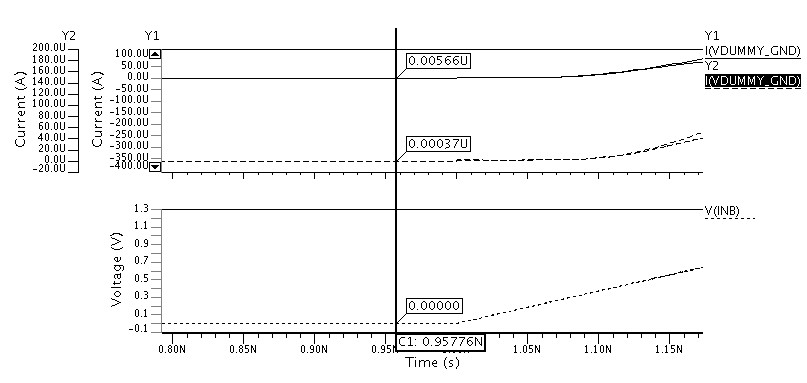 Y2
Y1
Y1
200.0U
180.0U
160.0U
140.0U
120.0U
100.0U
80.0U
60.0U
40.0U
20.0U
0.00U
-20.0U
Current (A)
100.0U
50.0U
0.00U
-50.0U
-100.0U
-150.0U
-200.0U
-250.0U
-300.0U
-350.0U
-400.0U
Current (A)
0.00566U
0.00037U
I(VDUMMY_GND)
Y2
I(VDUMMY_GND)
1.3
1.1
0.9
0.7
0.5
0.3
0.1
-0.1
Voltage (V)
V(INB)
0.00000
C1: 0.95776N
0.80N 0.85N 0.90N 0.95N 1.05N 1.10N 1.15N
Time (s)